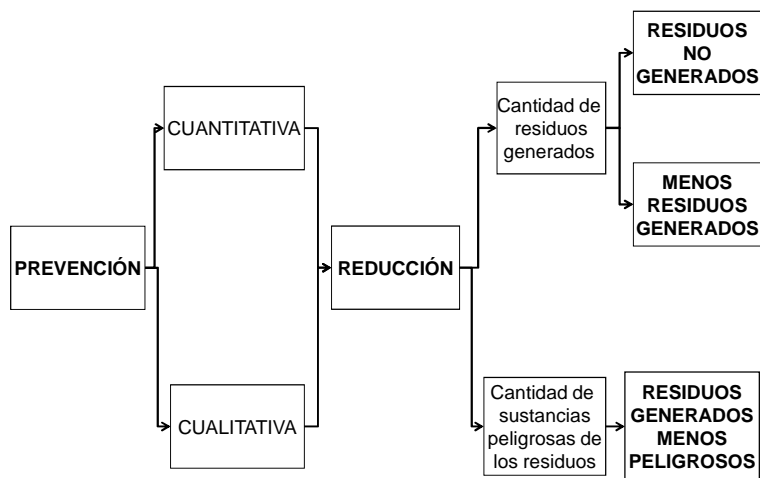 PREVENCIÓN
CUANTITATIVA
CUALITATIVA
REDUCCIÓN
Cantidad de
residuos
generados
RESIDUOS
NO
GENERADOS
MENOS
RESIDUOS
GENERADOS
Cantidad de
sustancias
peligrosas de
los residuos
RESIDUOS
GENERADOS
MENOS
PELIGROSOS